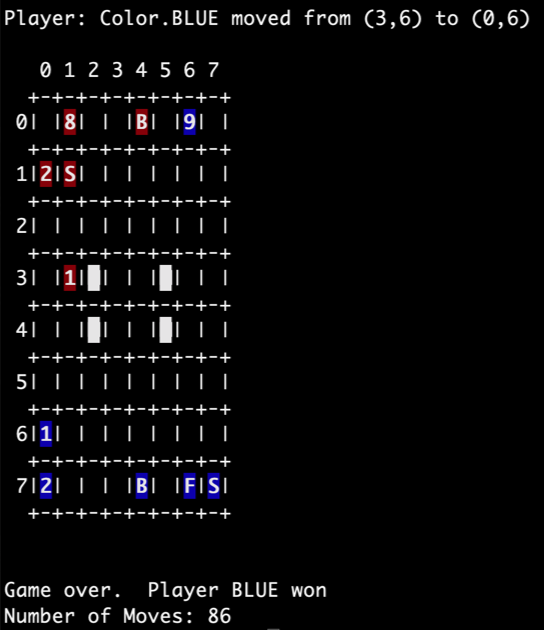 Player: Color.BLUE moved from (3,6) to (0,6)
   0 1 2 3 4 5 6 7
  +-+-+-+-+-+-+-+-+
0| |8| | |B| |9| |
  +-+-+-+-+-+-+-+-+
1|2|S| | | | | | |
  +-+-+-+-+-+-+-+-+
2| | | | | | | | |
  +-+-+-+-+-+-+-+-+
3| |1|█| | |█| | |
  +-+-+-+-+-+-+-+-+
4| | |█| | |█| | |
  +-+-+-+-+-+-+-+-+
5| | | | | | | | |
  +-+-+-+-+-+-+-+-+
6|1| | | | | | | |
  +-+-+-+-+-+-+-+-+
7|2| | | |B| |F|S|
  +-+-+-+-+-+-+-+-+
Game over.  Player BLUE won
Number of Moves: 86